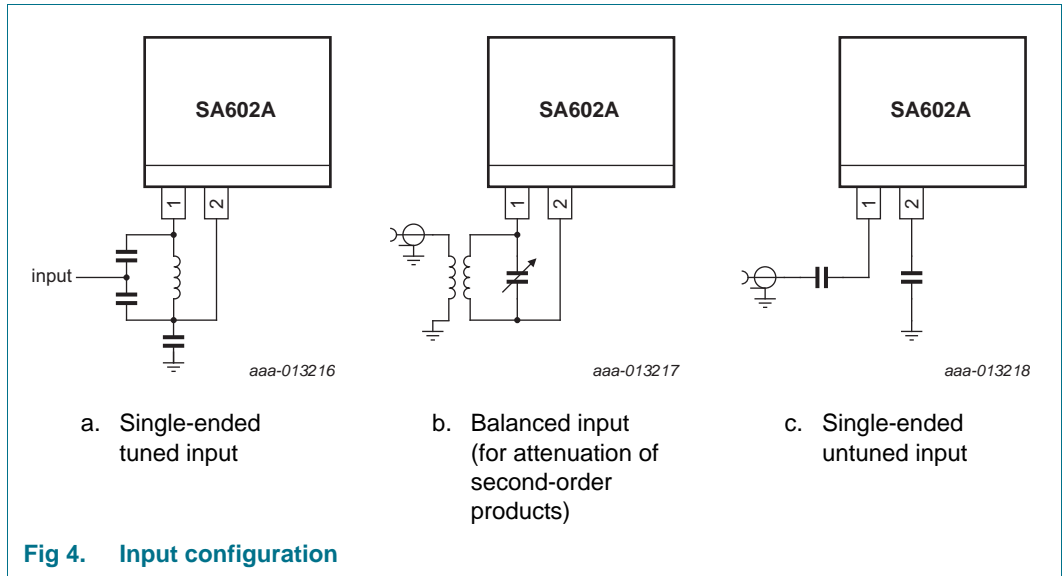 SA602A
1
2
input
aaa-013216
a. Single-ended
tuned input
SA602A
1
2
aaa-013217
b. Balanced input
(for attenuation of
second-order
products)
SA602A
1
2
aaa-013218
c. Single-ended
untuned input
Fig 4. Input configuration